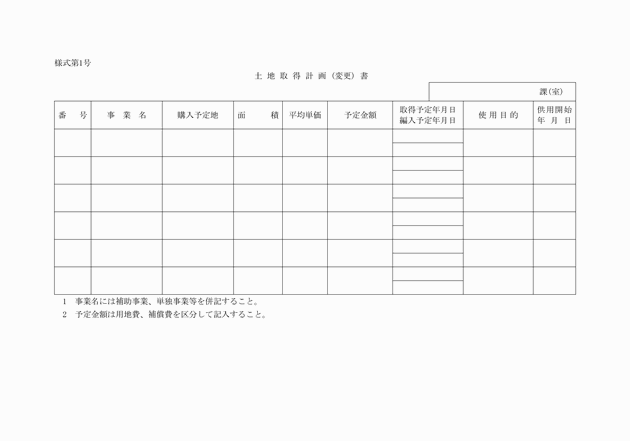 様式第1号
土地取得計画(変更)書
課(室)
番号 事業名 購入予定地 面積 平均単価 予定金額 取得予定年月日 使用目的 供用開始
編入予定年月日 年月日
1 事業名には補助事業、単独事業等を併記すること。
2 予定金額は用地費、補償費を区分して記入すること。